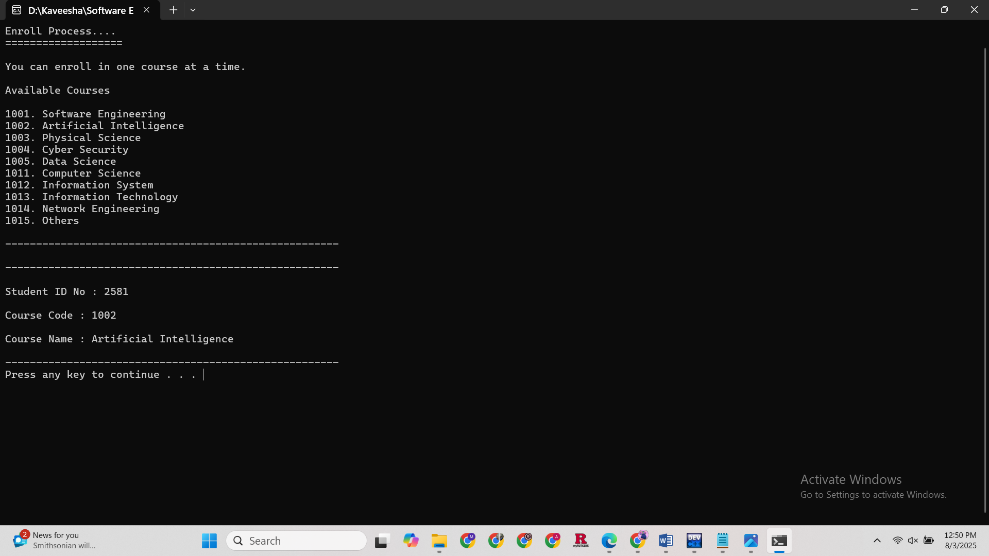 D:\Kaveesha\Software E
Enroll Process....
===================
You can enroll in one course at a time.
Available Courses
1001. Software Engineering
1002. Artificial Intelligence
1003. Physical Science
1004. Cyber Security
1005. Data Science
1011. Computer Science
1012. Information System
1013. Information Technology
1014. Network Engineering
1015. Others
------------------------------------------------------
------------------------------------------------------
Student ID No : 2581
Course Code : 1002
Course Name : Artificial Intelligence
------------------------------------------------------
Press any key to continue . . .
Activate Windows
Go to Settings to activate Windows.
2
News for you
Smithsonian will...
Search
DEV
12:50 PM
8/3/2025